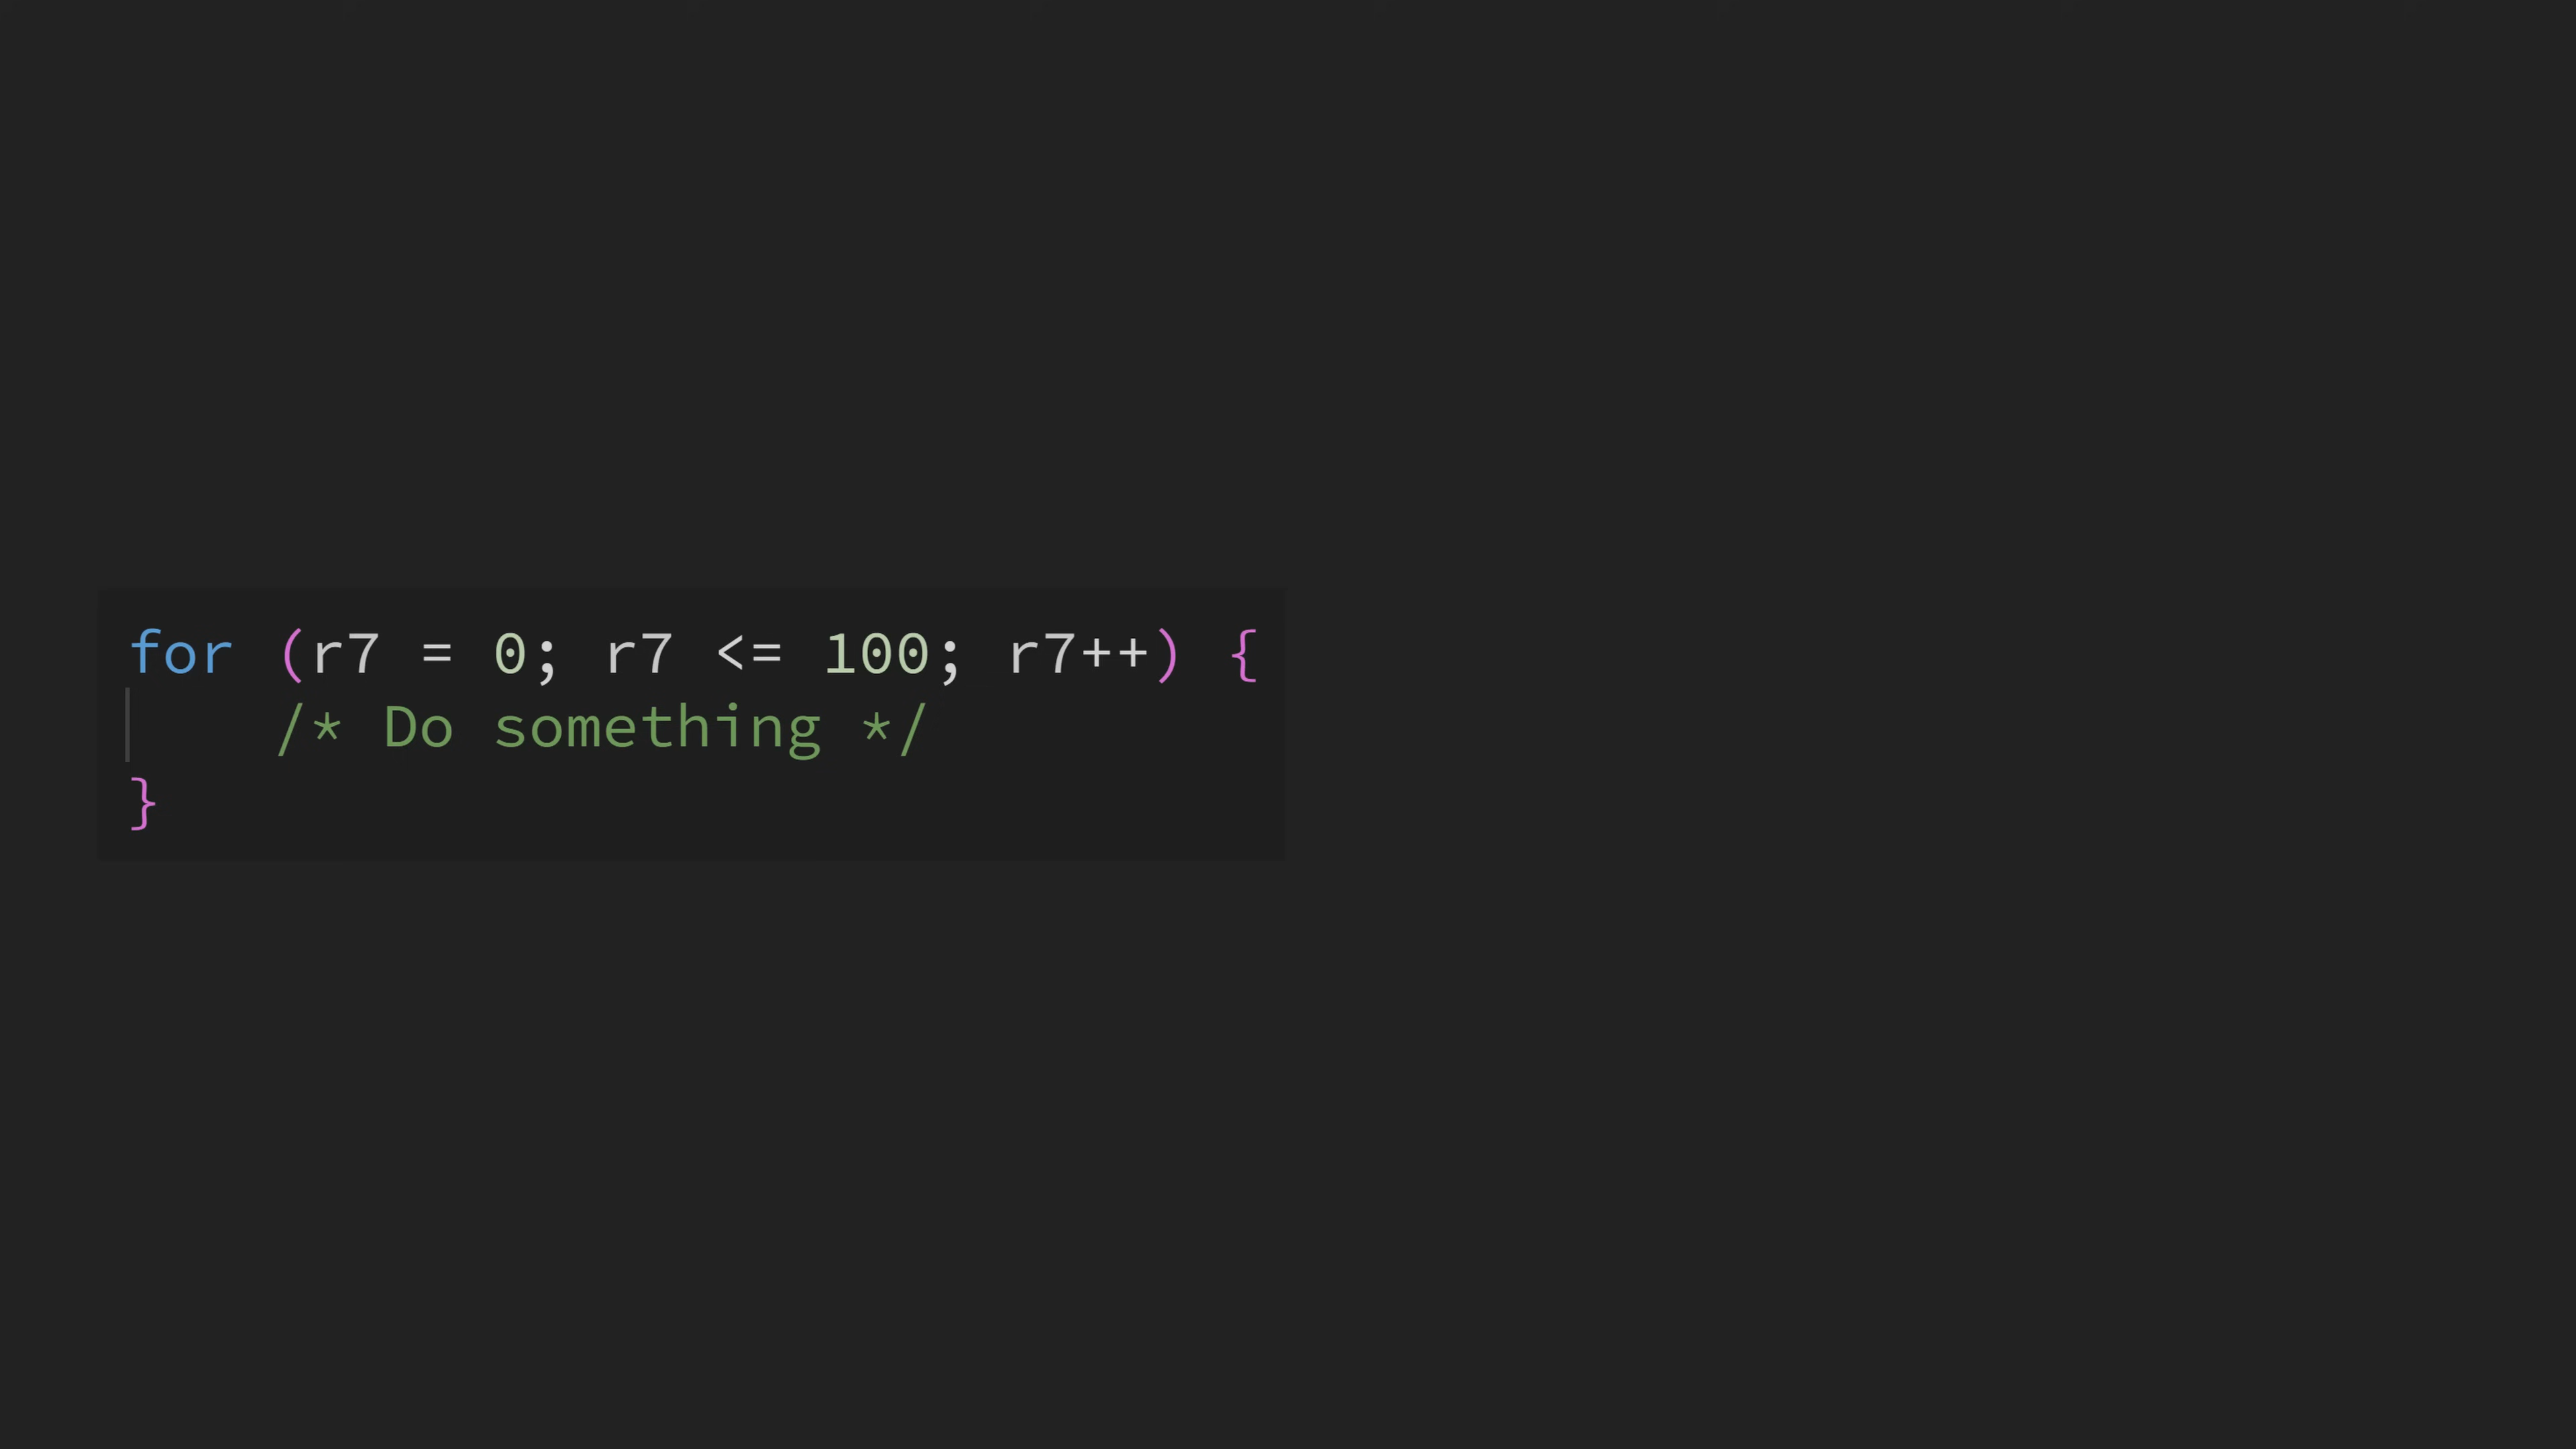 for (r7 = 0; r7 <= 100; r7++) {
    /* Do something */
}